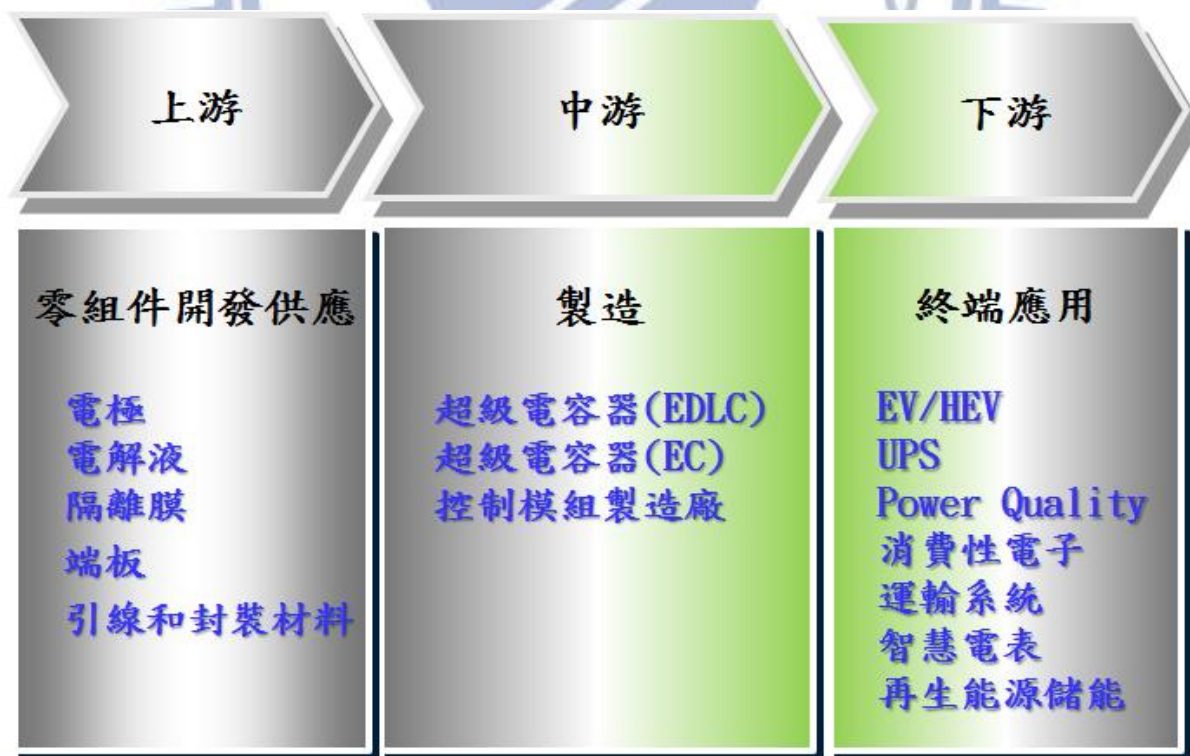 上游
中游
下游
零組件開發供應
電極
電解液
隔離膜
端板
引線和封裝材料
製造
超級電容器(EDLC)
超級電容器(EC)
控制模組製造廠
終端應用
EV/HEV
UPS
Power Quality
消費性電子
運輸系統
智慧電表
再生能源儲能